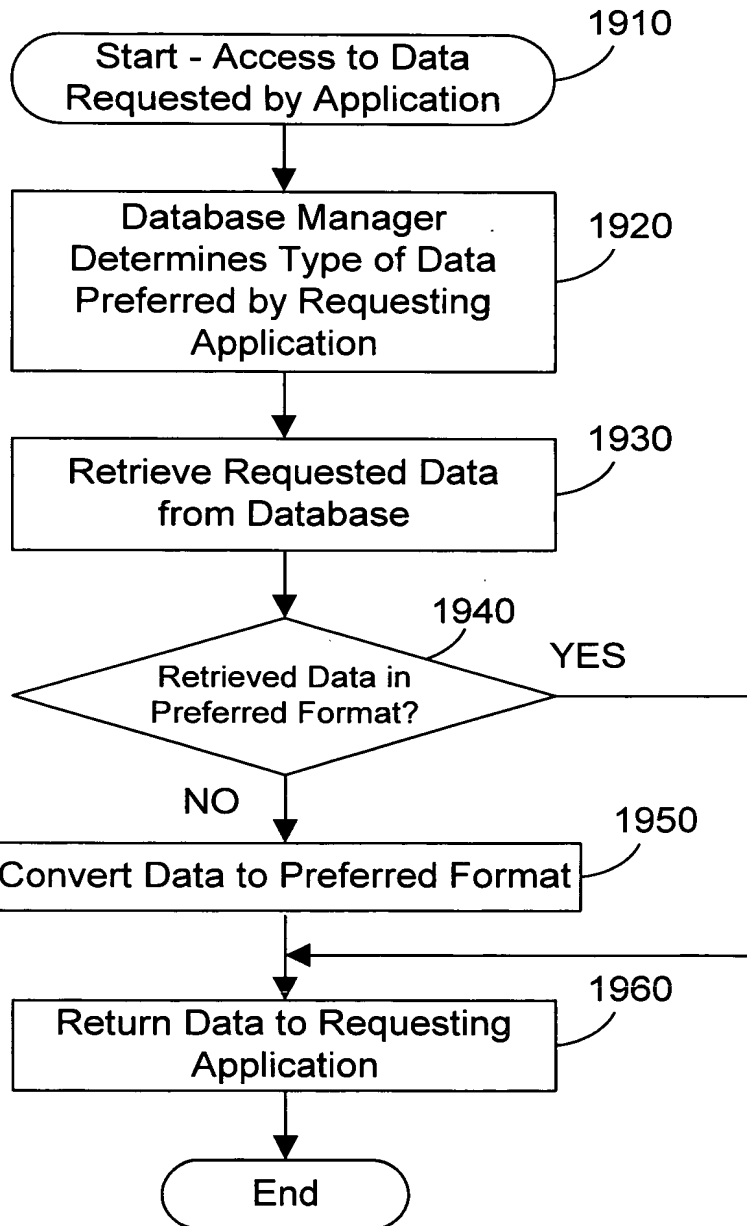 1910
Start - Access to Data
Requested by Application
1920
Database Manager
Determines Type of Data
Preferred by Requesting
Application
1930
Retrieve Requested Data
from Database
1940
YES
Retrieved Data in
Preferred Format?
NO
1950
Convert Data to Preferred Format
1960
Return Data to Requesting
Application
End